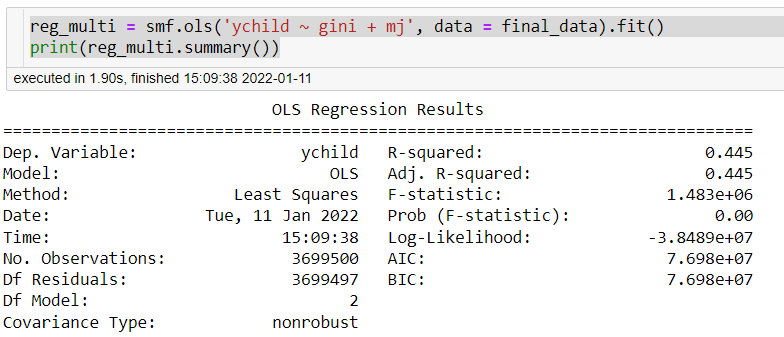 reg_multi = smf.ols('ychild ~ gini + mj', data = final_data).fit()
print(reg_multi.summary())
executed in 1.90s, finished 15:09:38 2022-01-11
OLS Regression Results
==============================================================================
Dep. Variable: ychild R-squared: 0.445
Model: OLS Adj. R-squared: 0.445
Method: Least Squares F-statistic: 1.483e+06
Date: Tue, 11 Jan 2022 Prob (F-statistic): 0.00
Time: 15:09:38 Log-Likelihood: -3.8489e+07
No. Observations: 3699500 AIC: 7.698e+07
Df Residuals: 3699497 BIC: 7.698e+07
Df Model: 2
Covariance Type: nonrobust